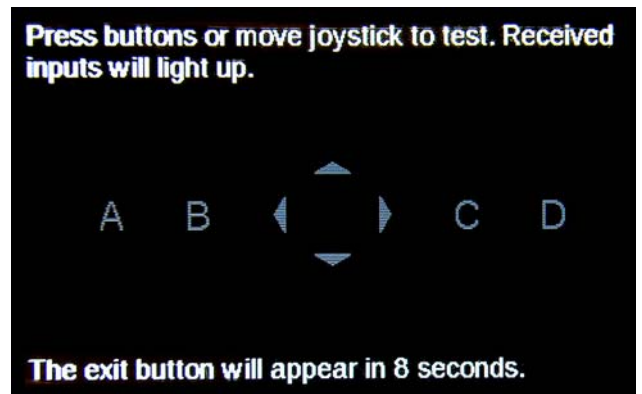 Press buttons or move joystick to test. Received
inputs will light up.
A B C D
The exit button will appear in 8 seconds.